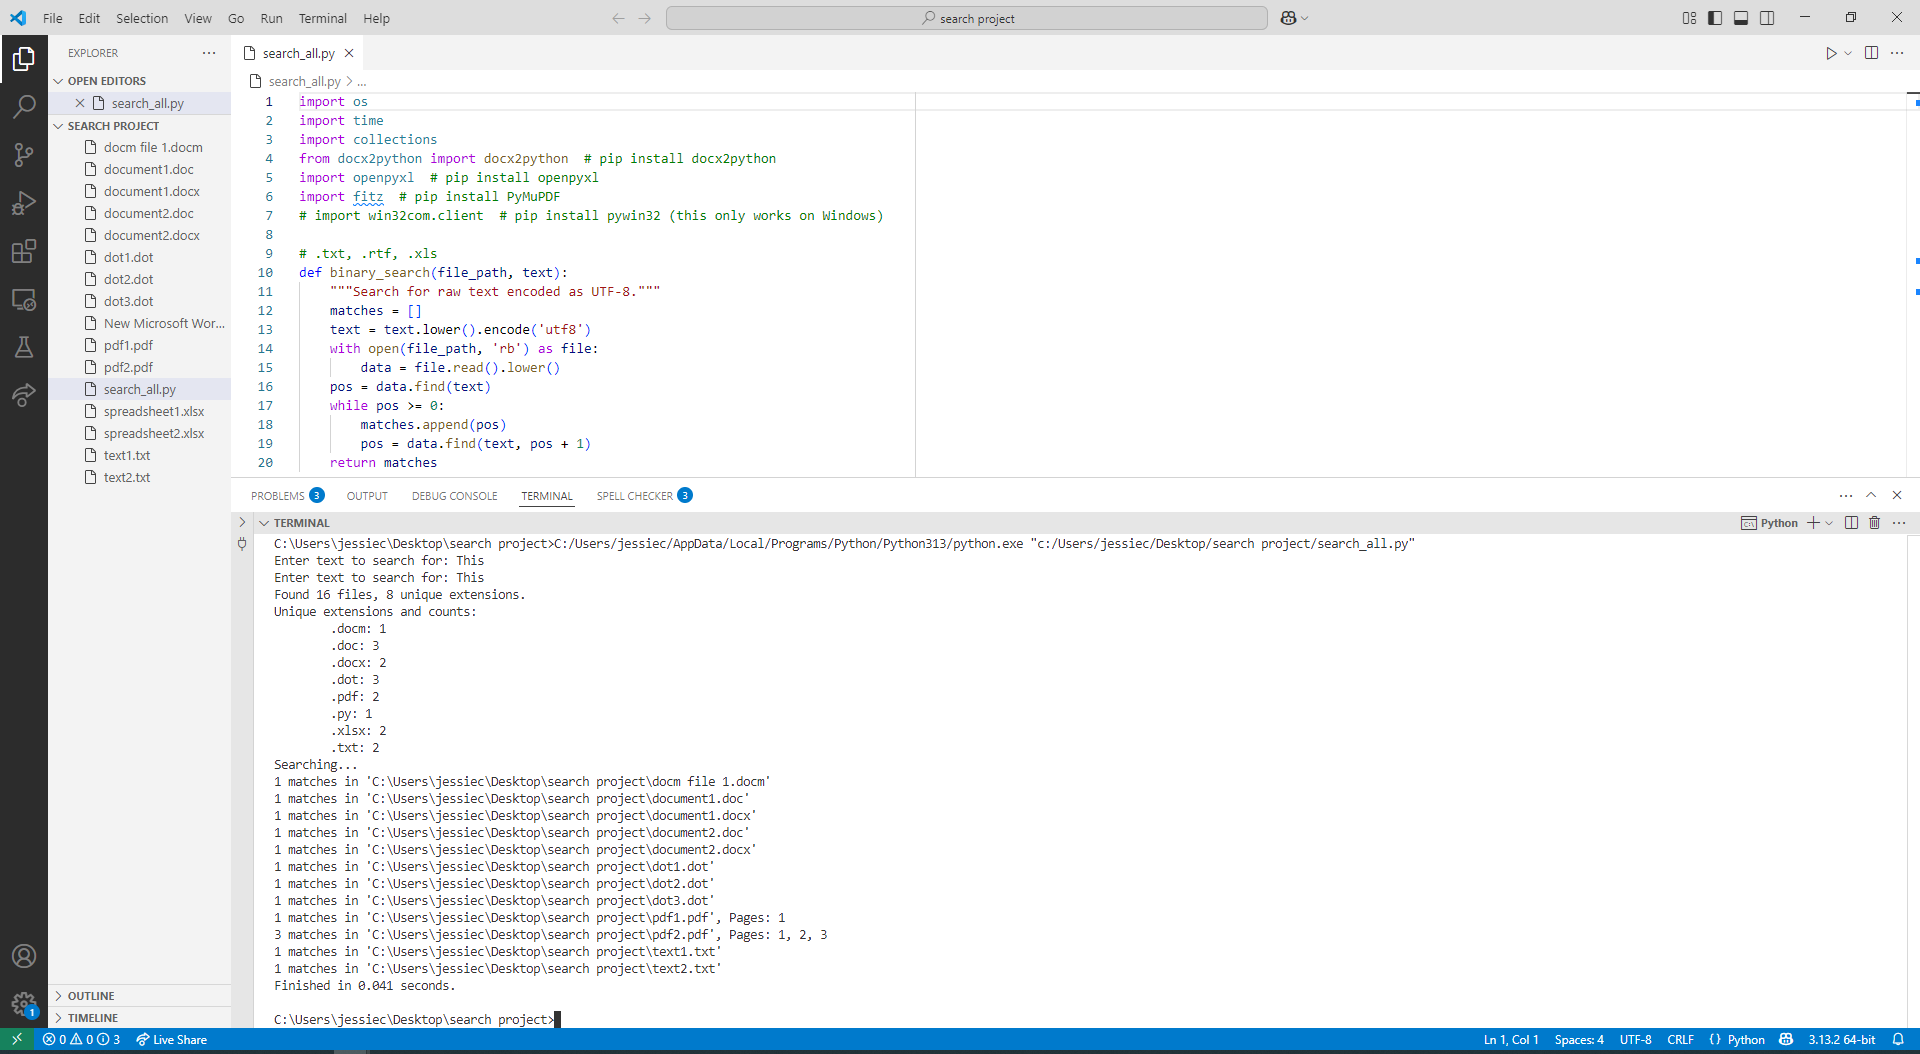 File Edit Selection View Go Run Terminal Help
search project
EXPLORER
OPEN EDITORS
search_all.py
SEARCH PROJECT
docm file 1.docm
document1.doc
document1.docx
document2.doc
document2.docx
dot1.dot
dot2.dot
dot3.dot
New Microsoft Wor...
pdf1.pdf
pdf2.pdf
search_all.py
spreadsheet1.xlsx
spreadsheet2.xlsx
text1.txt
text2.txt
OUTLINE
TIMELINE
search_all.py
search_all.py > ...
1 import os
2 import time
3 import collections
4 from docx2python import docx2python  # pip install docx2python
5 import openpyxl  # pip install openpyxl
6 import fitz  # pip install PyMuPDF
7 # import win32com.client  # pip install pywin32 (this only works on Windows)
8
9 # .txt, .rtf, .xls
10 def binary_search(file_path, text):
11     """Search for raw text encoded as UTF-8."""
12     matches = []
13     text = text.lower().encode('utf8')
14     with open(file_path, 'rb') as file:
15         data = file.read().lower()
16     pos = data.find(text)
17     while pos >= 0:
18         matches.append(pos)
19         pos = data.find(text, pos + 1)
20     return matches
PROBLEMS 3 OUTPUT DEBUG CONSOLE TERMINAL SPELL CHECKER 3
TERMINAL
Python
C:\Users\jessiec\Desktop\search project>C:/Users/jessiec/AppData/Local/Programs/Python/Python313/python.exe "c:/Users/jessiec/Desktop/search project/search_all.py"
Enter text to search for: This
Enter text to search for: This
Found 16 files, 8 unique extensions.
Unique extensions and counts:
        .docm: 1
        .doc: 3
        .docx: 2
        .dot: 3
        .pdf: 2
        .py: 1
        .xlsx: 2
        .txt: 2
Searching...
1 matches in 'C:\Users\jessiec\Desktop\search project\docm file 1.docm'
1 matches in 'C:\Users\jessiec\Desktop\search project\document1.doc'
1 matches in 'C:\Users\jessiec\Desktop\search project\document1.docx'
1 matches in 'C:\Users\jessiec\Desktop\search project\document2.doc'
1 matches in 'C:\Users\jessiec\Desktop\search project\document2.docx'
1 matches in 'C:\Users\jessiec\Desktop\search project\dot1.dot'
1 matches in 'C:\Users\jessiec\Desktop\search project\dot2.dot'
1 matches in 'C:\Users\jessiec\Desktop\search project\dot3.dot'
1 matches in 'C:\Users\jessiec\Desktop\search project\pdf1.pdf', Pages: 1
3 matches in 'C:\Users\jessiec\Desktop\search project\pdf2.pdf', Pages: 1, 2, 3
1 matches in 'C:\Users\jessiec\Desktop\search project\text1.txt'
1 matches in 'C:\Users\jessiec\Desktop\search project\text2.txt'
Finished in 0.041 seconds.
C:\Users\jessiec\Desktop\search project>
1
0 0 3 Live Share
Ln 1, Col 1 Spaces: 4 UTF-8 CRLF {} Python 3.13.2 64-bit